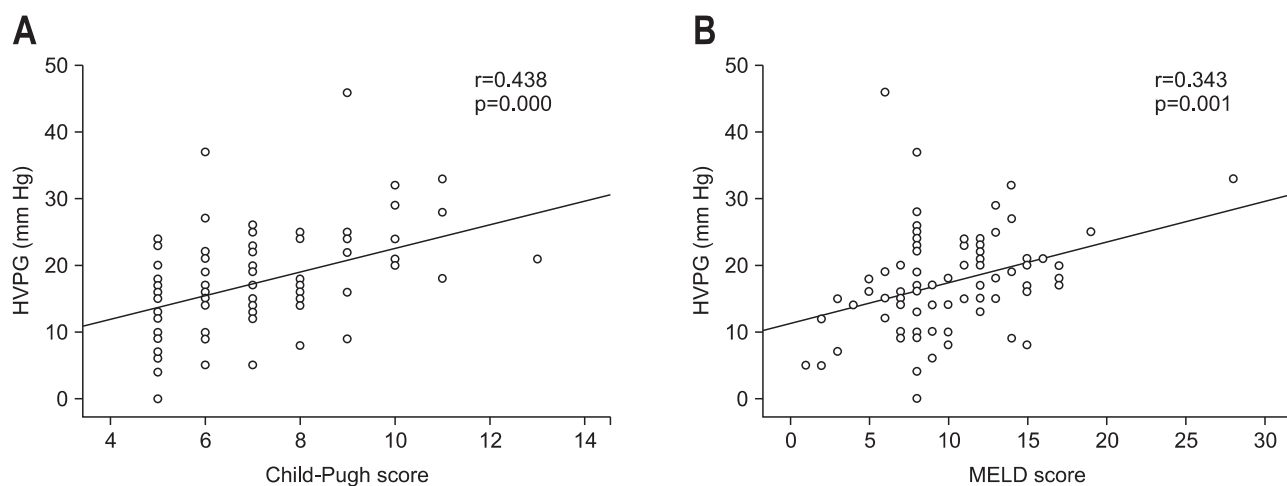 A
50
40
30
20
10
0
HVPG (mm Hg)
r=0.438
p=0.000
4 6 8 10 12 14
Child-Pugh score
B
50
40
30
20
10
0
HVPG (mm Hg)
r=0.343
p=0.001
0 5 10 15 20 25 30
MELD score